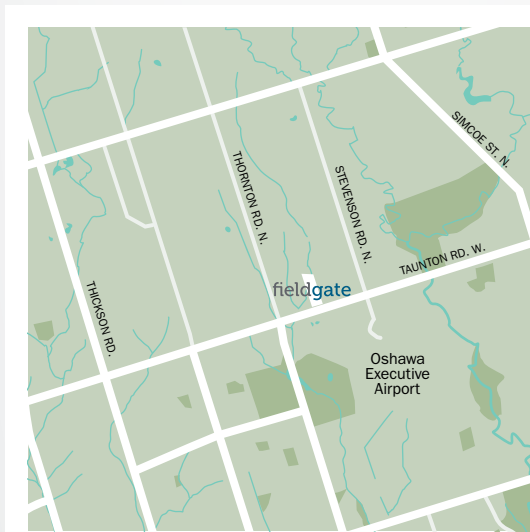 SIMCOE ST. N.
THORNTON RD. N.
STEVENSON RD. N.
TAUNTON RD. W.
fieldgate
THICKSON RD.
Oshawa
Executive
Airport